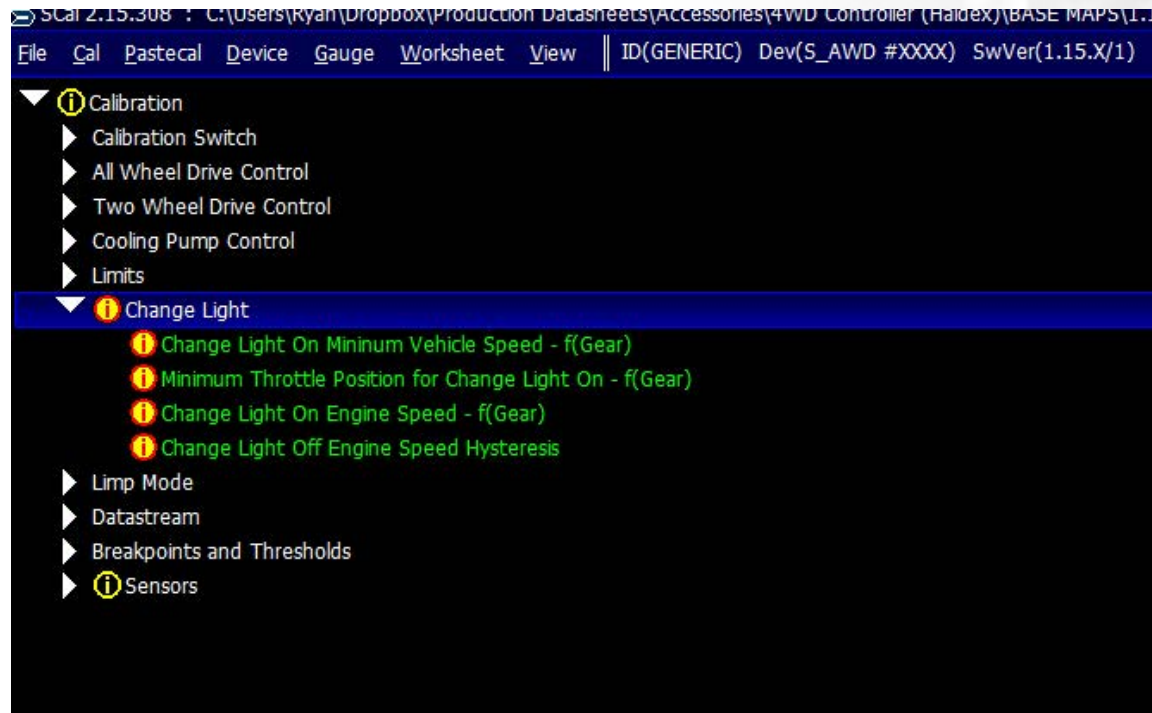 SCal 2.15.308 : C:\Users\Ryan\Dropbox\Production Datasheets\Accessories\4WD Controller (Haldex)\BASE MAPS\1.1
File Cal Pastecal Device Gauge Worksheet View ID(GENERIC) Dev(S_AWD #XXXX) SwVer(1.15.X/1)
Calibration
Calibration Switch
All Wheel Drive Control
Two Wheel Drive Control
Cooling Pump Control
Limits
Change Light
Change Light On Mininum Vehicle Speed - f(Gear)
Minimum Throttle Position for Change Light On - f(Gear)
Change Light On Engine Speed - f(Gear)
Change Light Off Engine Speed Hysteresis
Limp Mode
Datastream
Breakpoints and Thresholds
Sensors